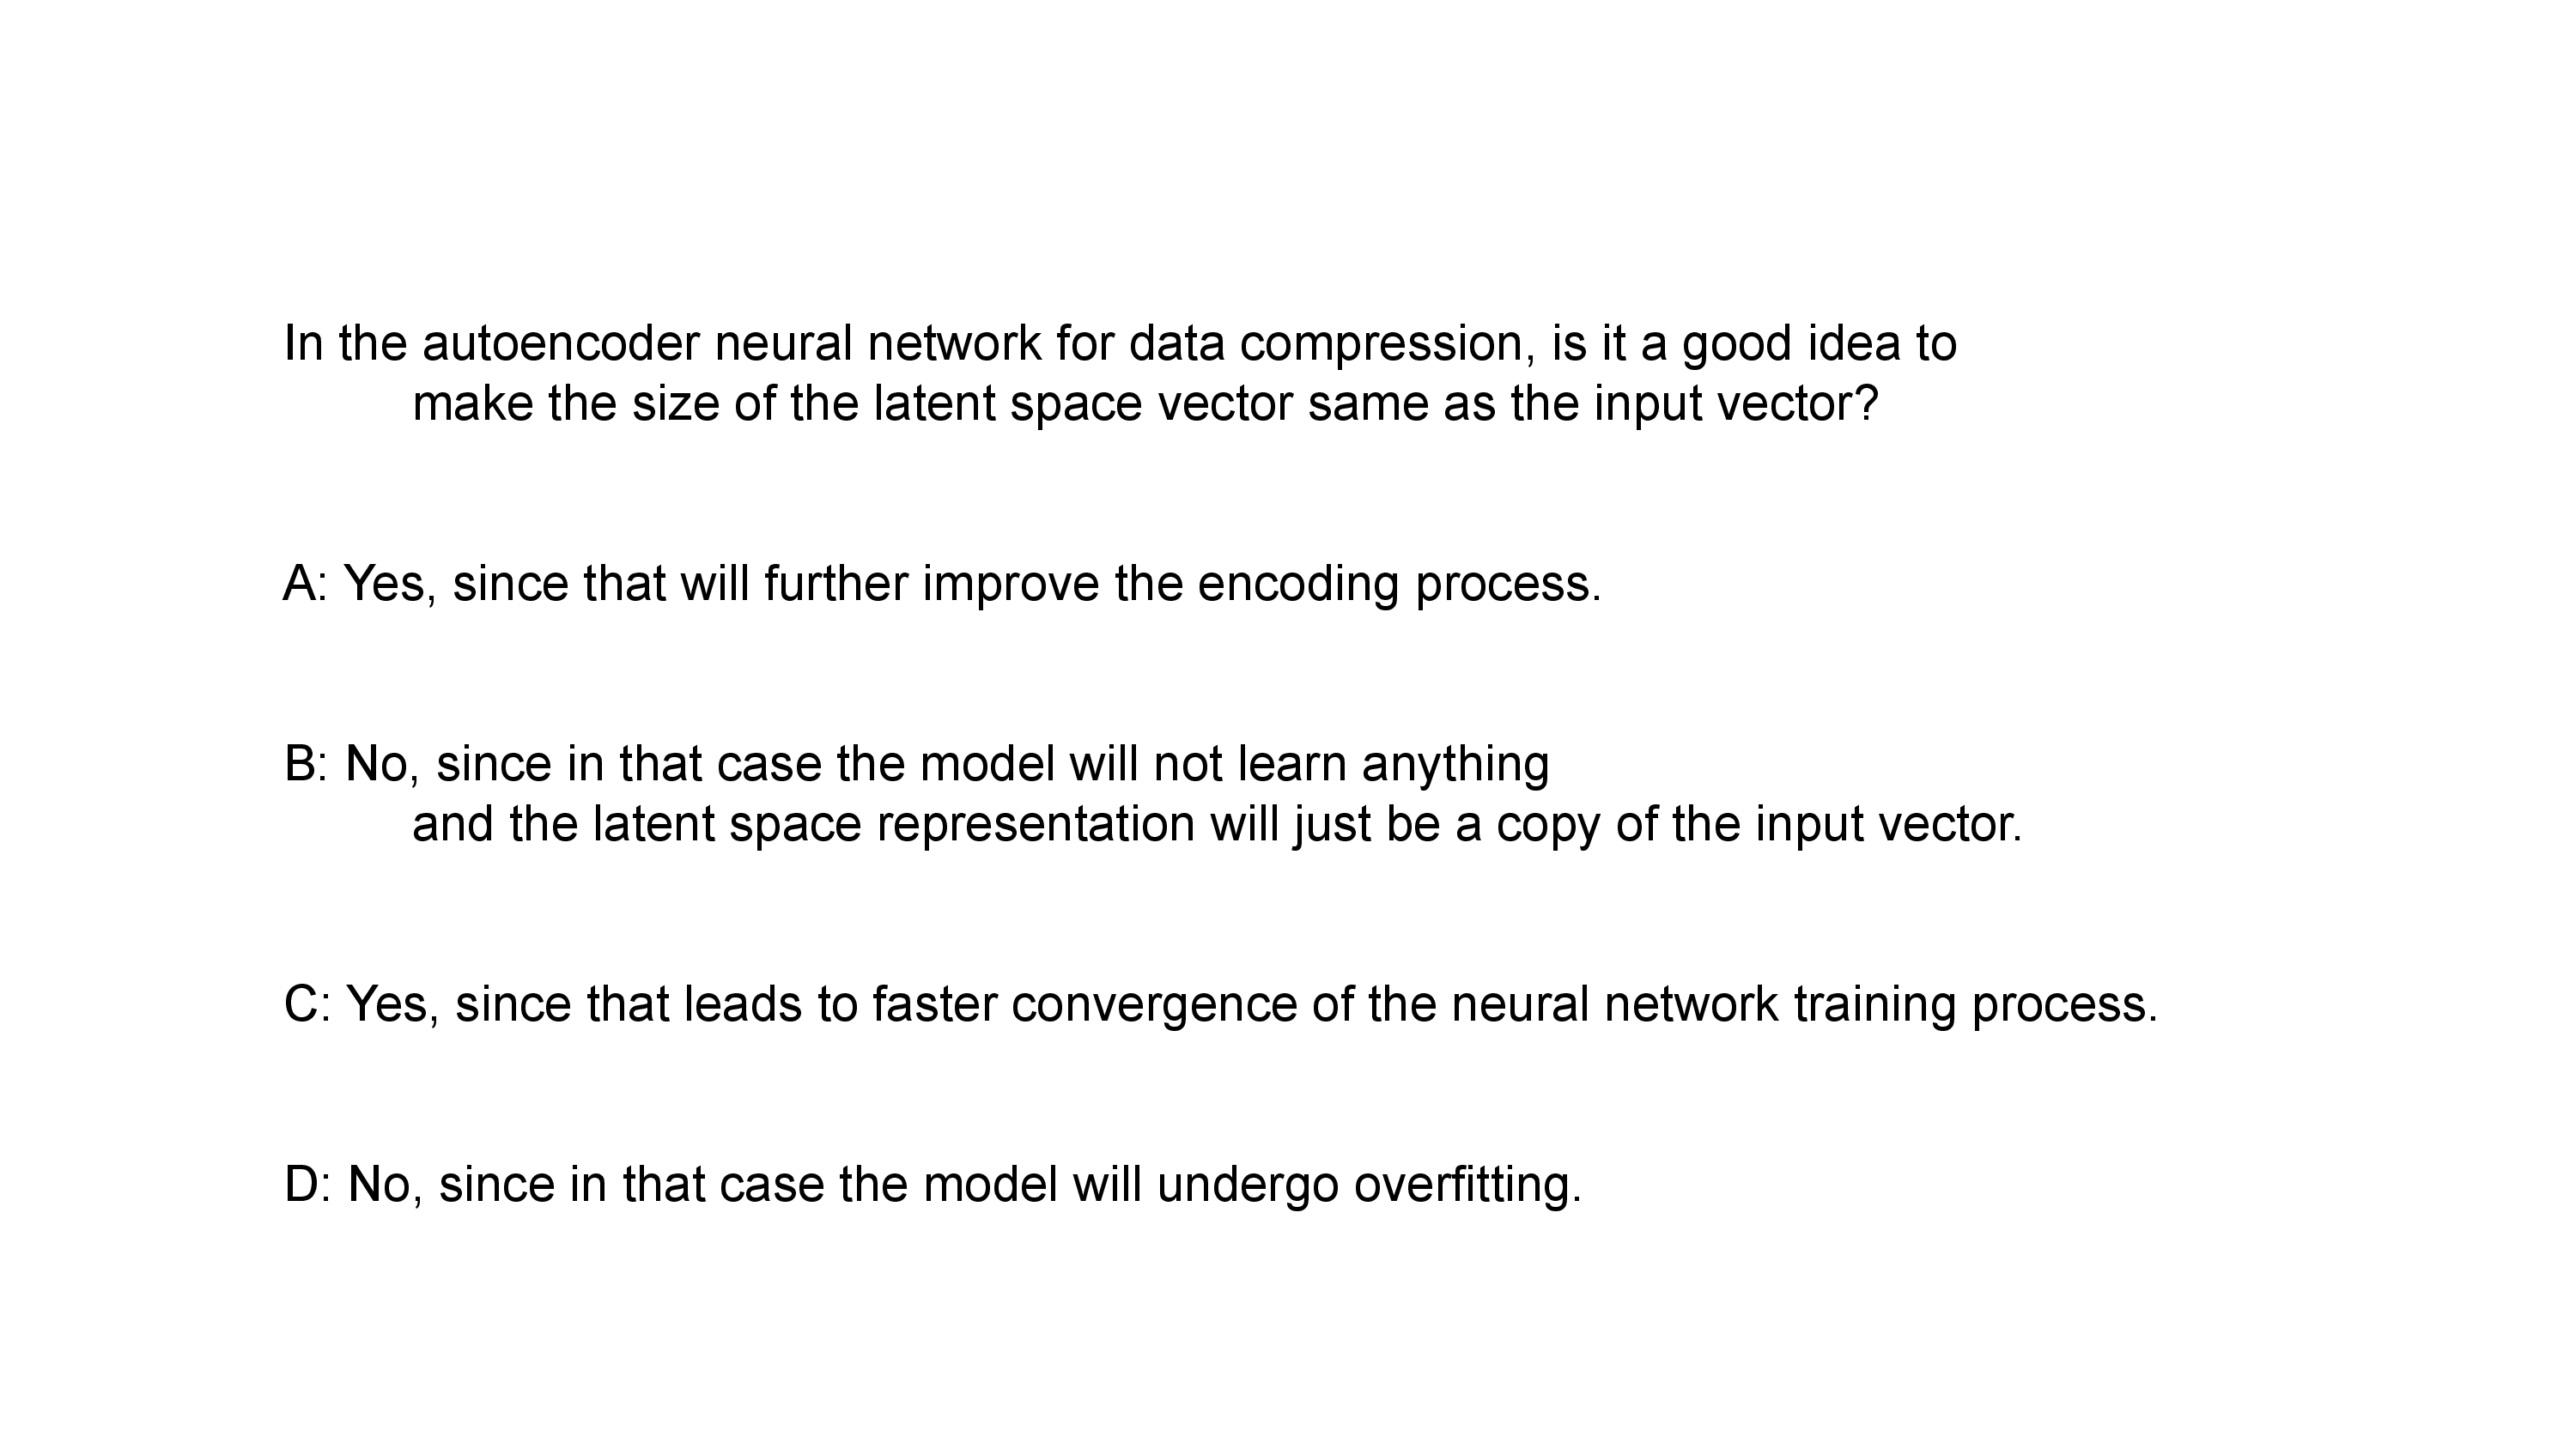 In the autoencoder neural network for data compression, is it a good idea to
make the size of the latent space vector same as the input vector?
A: Yes, since that will further improve the encoding process.
B: No, since in that case the model will not learn anything
and the latent space representation will just be a copy of the input vector.
C: Yes, since that leads to faster convergence of the neural network training process.
D: No, since in that case the model will undergo overfitting.